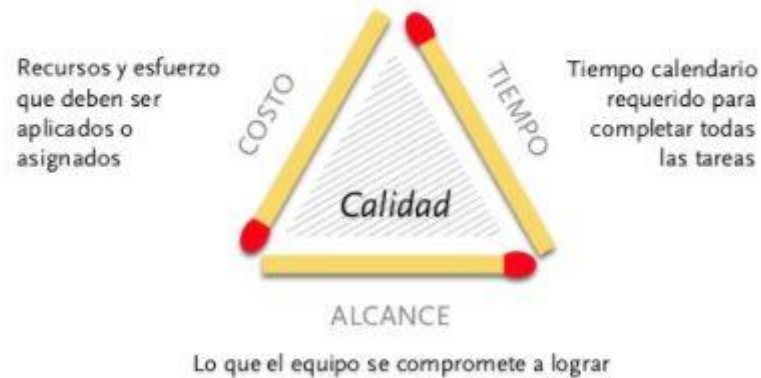 Recursos y esfuerzo
que deben ser
aplicados o
asignados
COSTO
TIEMPO
Tiempo calendario
requerido para
completar todas
las tareas
Calidad
ALCANCE
Lo que el equipo se compromete a lograr